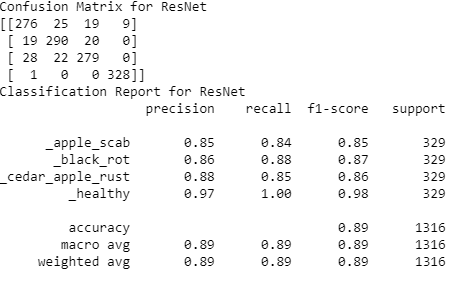 Confusion Matrix for ResNet
[[276 25 19 9]
[ 19 290 20 0]
[ 28 22 279 0]
[ 1 0 0 328]]
Classification Report for ResNet
precision recall f1-score support
_apple_scab 0.85 0.84 0.85 329
_black_rot 0.86 0.88 0.87 329
_cedar_apple_rust 0.88 0.85 0.86 329
_healthy 0.97 1.00 0.98 329
accuracy 0.89 1316
macro avg 0.89 0.89 0.89 1316
weighted avg 0.89 0.89 0.89 1316